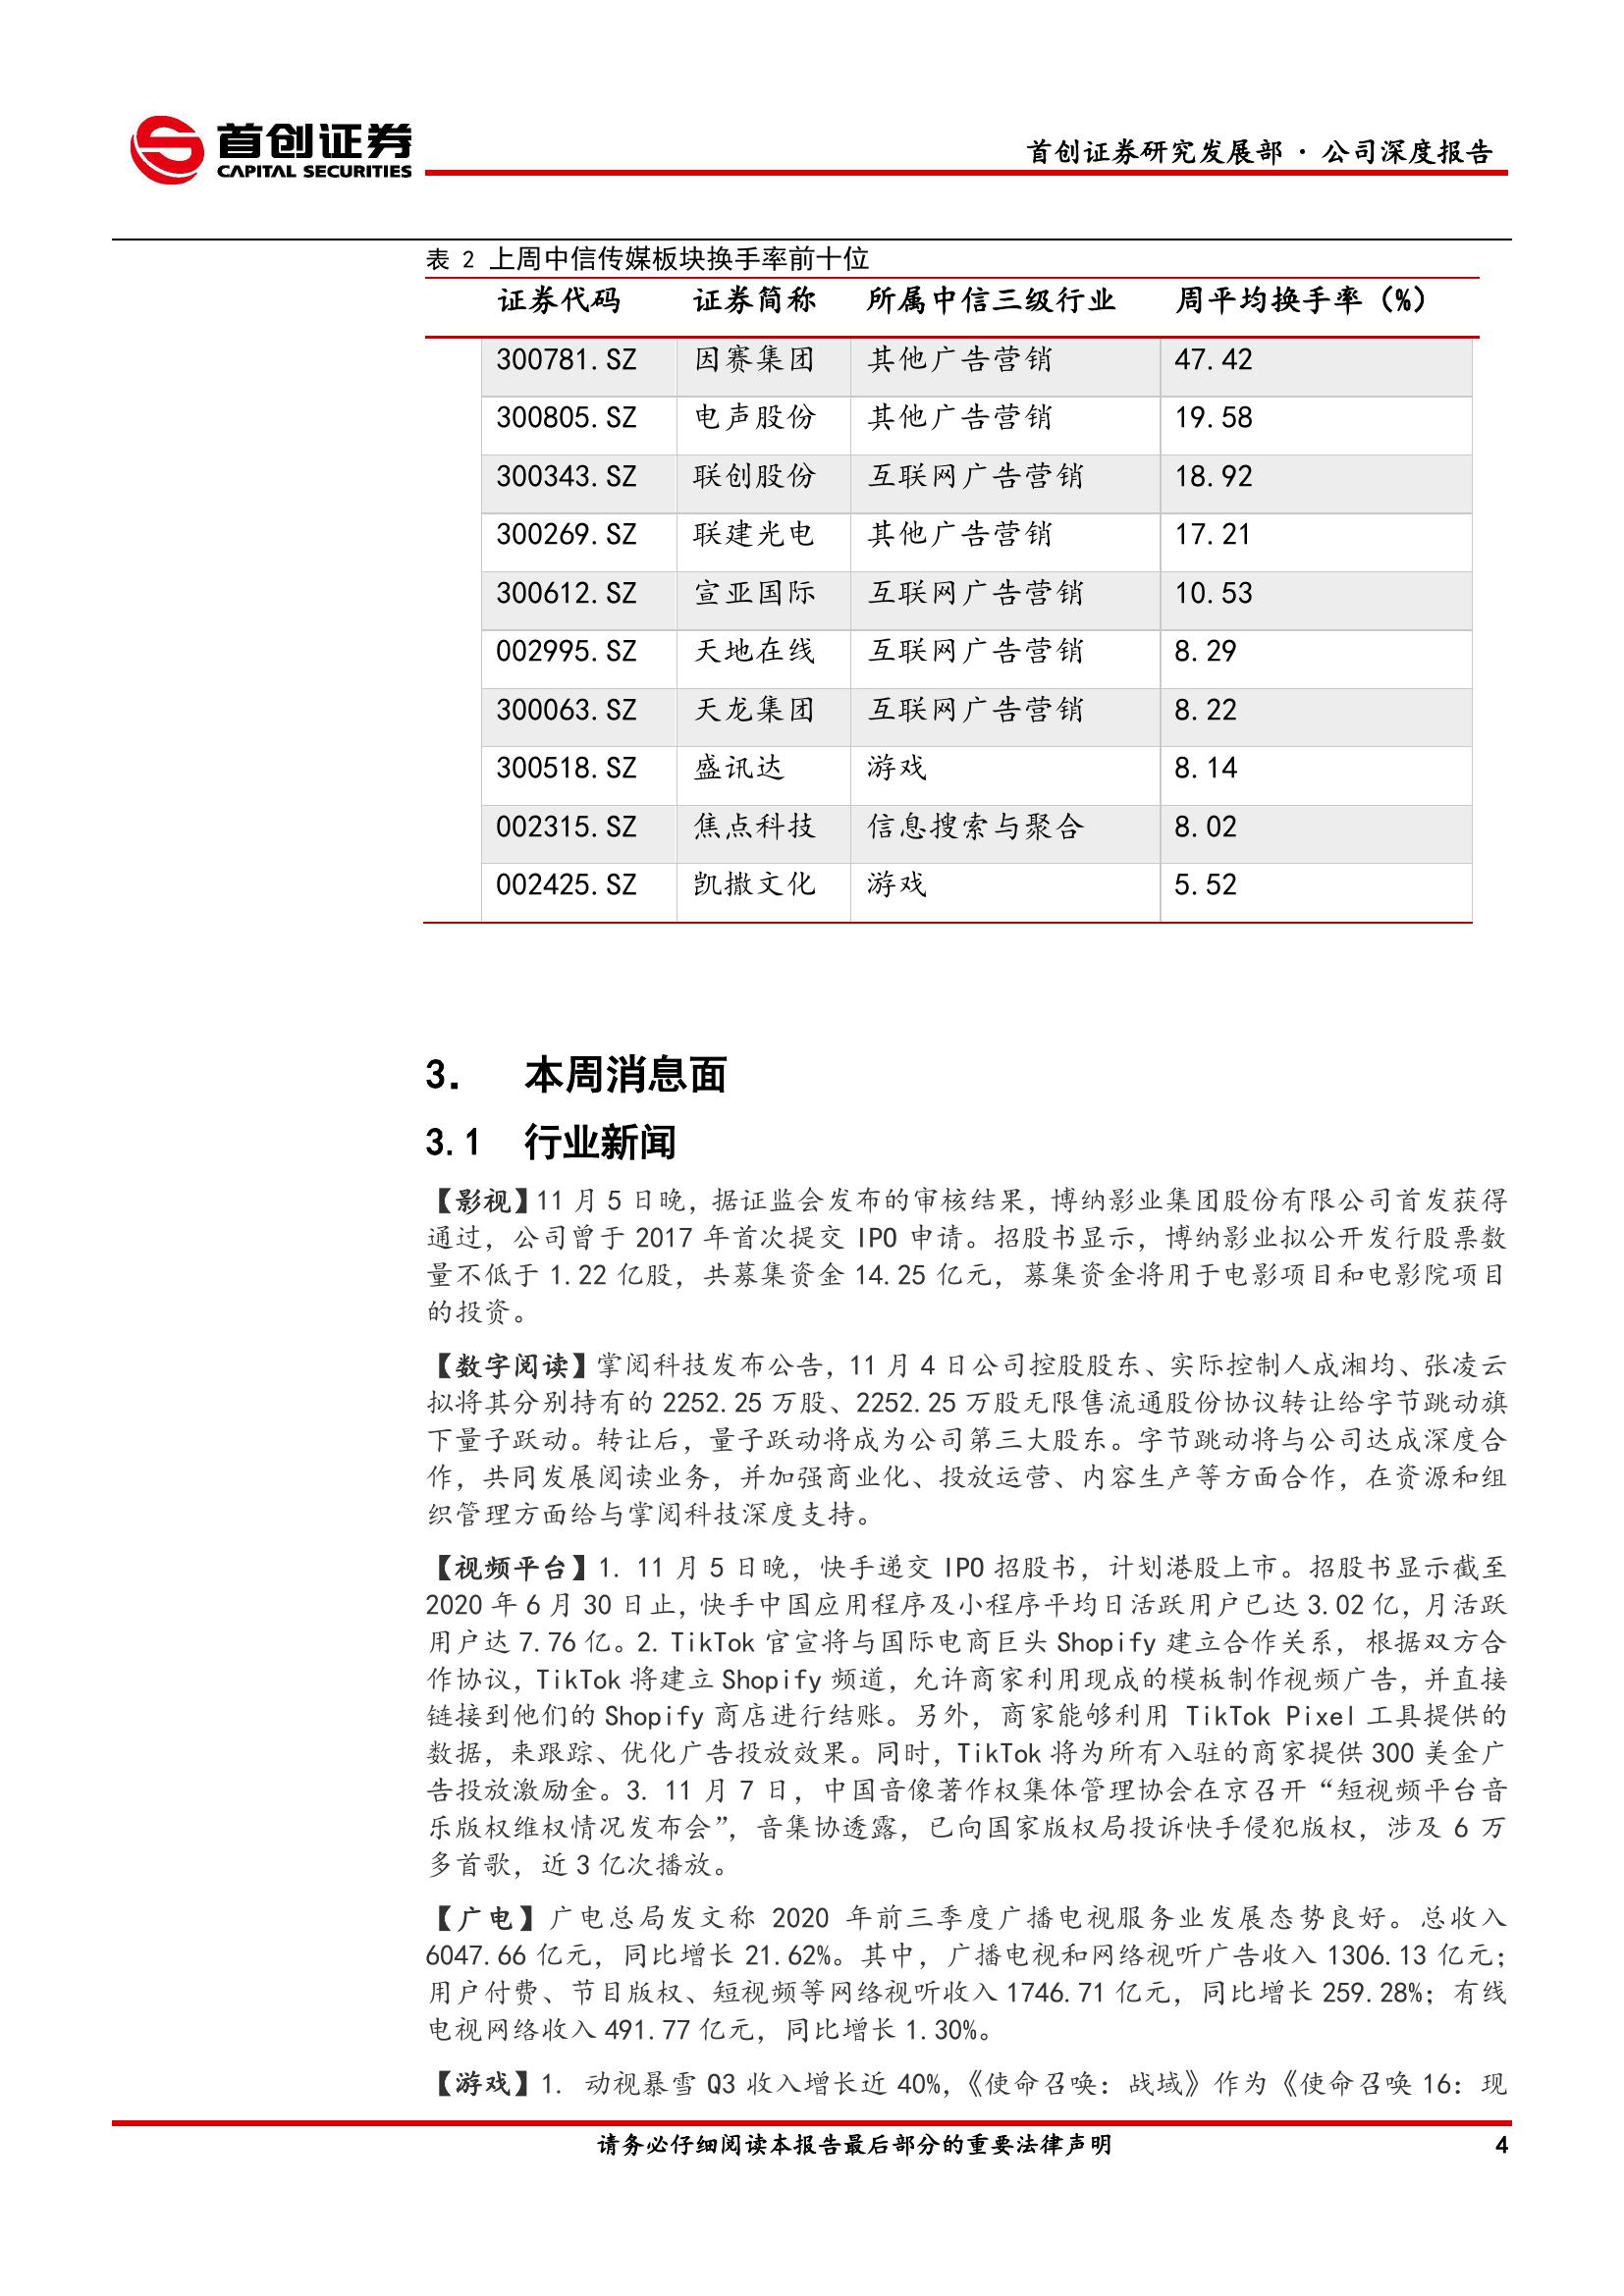 首创证券
CAPITAL SECURITIES
首创证券研究发展部 · 公司深度报告
表 2 上周中信传媒板块换手率前十位
证券代码 证券简称 所属中信三级行业 周平均换手率（%）
300781.SZ 因赛集团 其他广告营销 47.42
300805.SZ 电声股份 其他广告营销 19.58
300343.SZ 联创股份 互联网广告营销 18.92
300269.SZ 联建光电 其他广告营销 17.21
300612.SZ 宣亚国际 互联网广告营销 10.53
002995.SZ 天地在线 互联网广告营销 8.29
300063.SZ 天龙集团 互联网广告营销 8.22
300518.SZ 盛讯达 游戏 8.14
002315.SZ 焦点科技 信息搜索与聚合 8.02
002425.SZ 凯撒文化 游戏 5.52
3. 本周消息面
3.1 行业新闻
【影视】11 月 5 日晚，据证监会发布的审核结果，博纳影业集团股份有限公司首发获得
通过，公司曾于 2017 年首次提交 IPO 申请。招股书显示，博纳影业拟公开发行股票数
量不低于 1.22 亿股，共募集资金 14.25 亿元，募集资金将用于电影项目和电影院项目
的投资。
【数字阅读】掌阅科技发布公告，11 月 4 日公司控股股东、实际控制人成湘均、张凌云
拟将其分别持有的 2252.25 万股、2252.25 万股无限售流通股份协议转让给字节跳动旗
下量子跃动。转让后，量子跃动将成为公司第三大股东。字节跳动将与公司达成深度合
作，共同发展阅读业务，并加强商业化、投放运营、内容生产等方面合作，在资源和组
织管理方面给与掌阅科技深度支持。
【视频平台】1. 11 月 5 日晚，快手递交 IPO 招股书，计划港股上市。招股书显示截至
2020 年 6 月 30 日止，快手中国应用程序及小程序平均日活跃用户已达 3.02 亿，月活跃
用户达 7.76 亿。2. TikTok 官宣将与国际电商巨头 Shopify 建立合作关系，根据双方合
作协议，TikTok 将建立 Shopify 频道，允许商家利用现成的模板制作视频广告，并直接
链接到他们的 Shopify 商店进行结账。另外，商家能够利用 TikTok Pixel 工具提供的
数据，来跟踪、优化广告投放效果。同时，TikTok 将为所有入驻的商家提供 300 美金广
告投放激励金。3. 11 月 7 日，中国音像著作权集体管理协会在京召开“短视频平台音
乐版权维权情况发布会”，音集协透露，已向国家版权局投诉快手侵犯版权，涉及 6 万
多首歌，近 3 亿次播放。
【广电】广电总局发文称 2020 年前三季度广播电视服务业发展态势良好。总收入
6047.66 亿元，同比增长 21.62%。其中，广播电视和网络视听广告收入 1306.13 亿元；
用户付费、节目版权、短视频等网络视听收入 1746.71 亿元，同比增长 259.28%；有线
电视网络收入 491.77 亿元，同比增长 1.30%。
【游戏】1. 动视暴雪 Q3 收入增长近 40%，《使命召唤：战域》作为《使命召唤 16：现
请务必仔细阅读本报告最后部分的重要法律声明 4